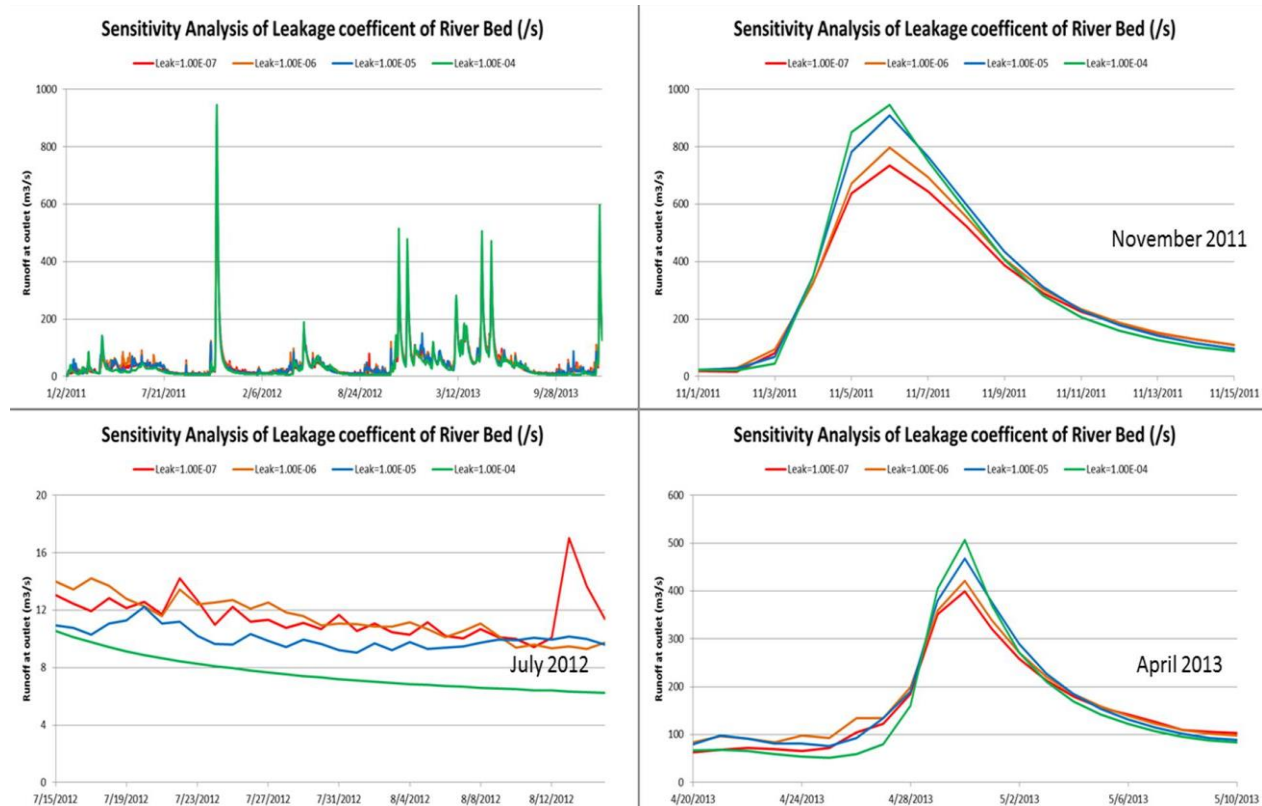 Sensitivity Analysis of Leakage coefficent of River Bed (/s)
Leak=1.00E-07 Leak=1.00E-06 Leak=1.00E-05 Leak=1.00E-04
1000
800
600
400
200
0
Runoff at outlet (m3/s)
1/2/2011 7/21/2011 2/6/2012 8/24/2012 3/12/2013 9/28/2013
Sensitivity Analysis of Leakage coefficent of River Bed (/s)
Leak=1.00E-07 Leak=1.00E-06 Leak=1.00E-05 Leak=1.00E-04
1000
800
600
400
200
0
Runoff at outlet (m3/s)
November 2011
11/1/2011 11/3/2011 11/5/2011 11/7/2011 11/9/2011 11/11/2011 11/13/2011 11/15/2011
Sensitivity Analysis of Leakage coefficent of River Bed (/s)
Leak=1.00E-07 Leak=1.00E-06 Leak=1.00E-05 Leak=1.00E-04
20
16
12
8
4
0
Runoff at outlet (m3/s)
July 2012
7/15/2012 7/19/2012 7/23/2012 7/27/2012 7/31/2012 8/4/2012 8/8/2012 8/12/2012
Sensitivity Analysis of Leakage coefficent of River Bed (/s)
Leak=1.00E-07 Leak=1.00E-06 Leak=1.00E-05 Leak=1.00E-04
600
500
400
300
200
100
0
Runoff at outlet (m3/s)
April 2013
4/20/2013 4/24/2013 4/28/2013 5/2/2013 5/6/2013 5/10/2013